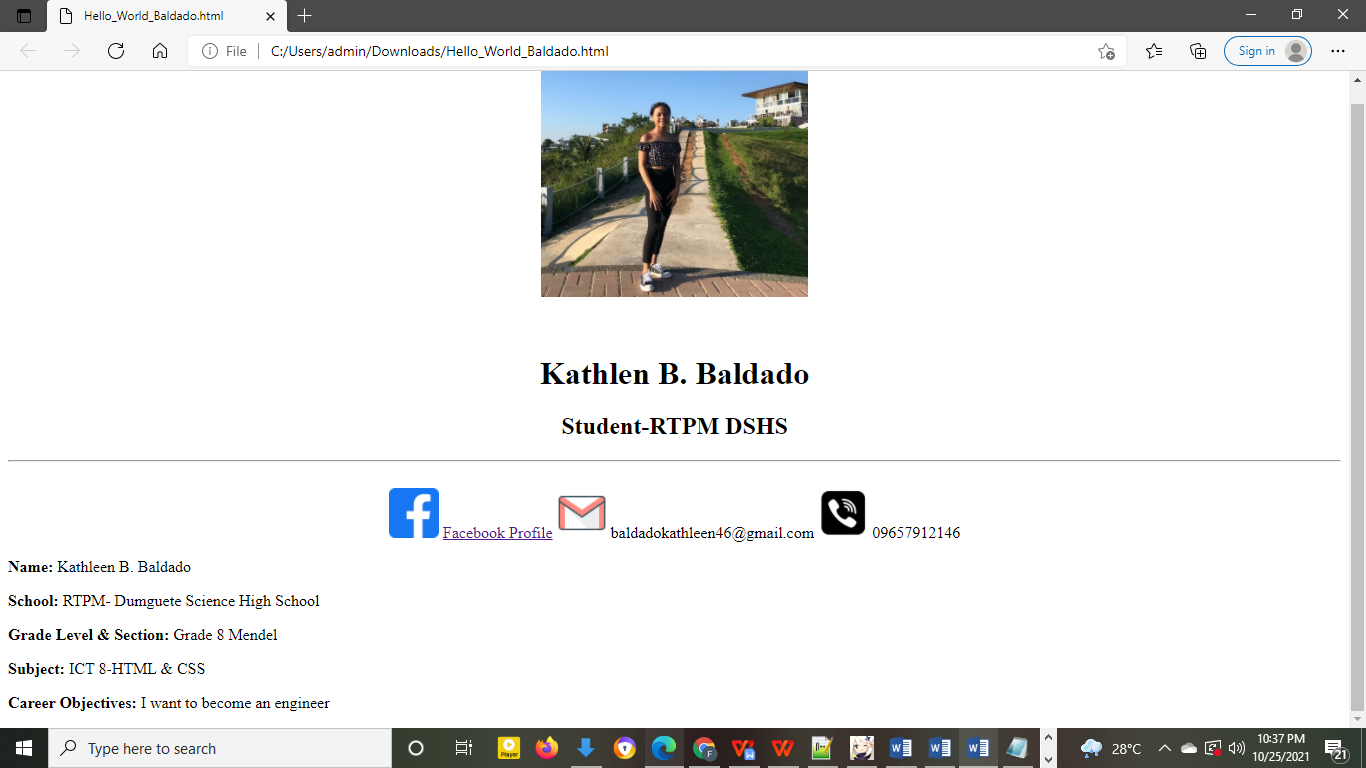 Hello_World_Baldado.html
File
C:/Users/admin/Downloads/Hello_World_Baldado.html
Sign in
Kathlen B. Baldado
Student-RTPM DSHS
Facebook Profile baldadokathleen46@gmail.com 09657912146
Name: Kathleen B. Baldado
School: RTPM- Dumguete Science High School
Grade Level & Section: Grade 8 Mendel
Subject: ICT 8-HTML & CSS
Career Objectives: I want to become an engineer
Type here to search
Player
28°C
10:37 PM
10/25/2021
21